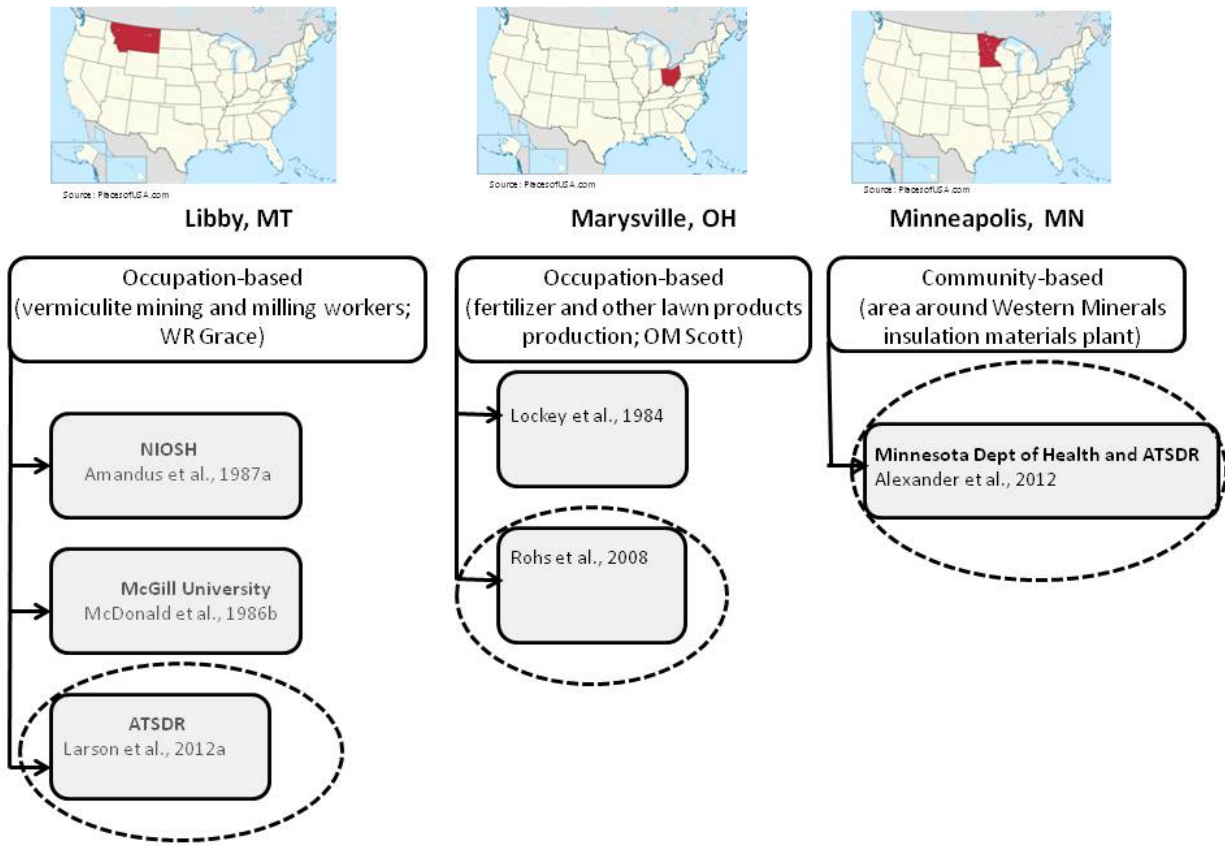 Source: PlacesofUSA.com
Libby, MT
Occupation-based
(vermiculite mining and milling workers;
WR Grace)
NIOSH
Amandus et al., 1987a
McGill University
McDonald et al., 1986b
ATSDR
Larson et al., 2012a
Source: PlacesofUSA.com
Marysville, OH
Occupation-based
(fertilizer and other lawn products
production; OM Scott)
Lockey et al., 1984
Rohs et al., 2008
Source: PlacesofUSA.com
Minneapolis, MN
Community-based
(area around Western Minerals
insulation materials plant)
Minnesota Dept of Health and ATSDR
Alexander et al., 2012